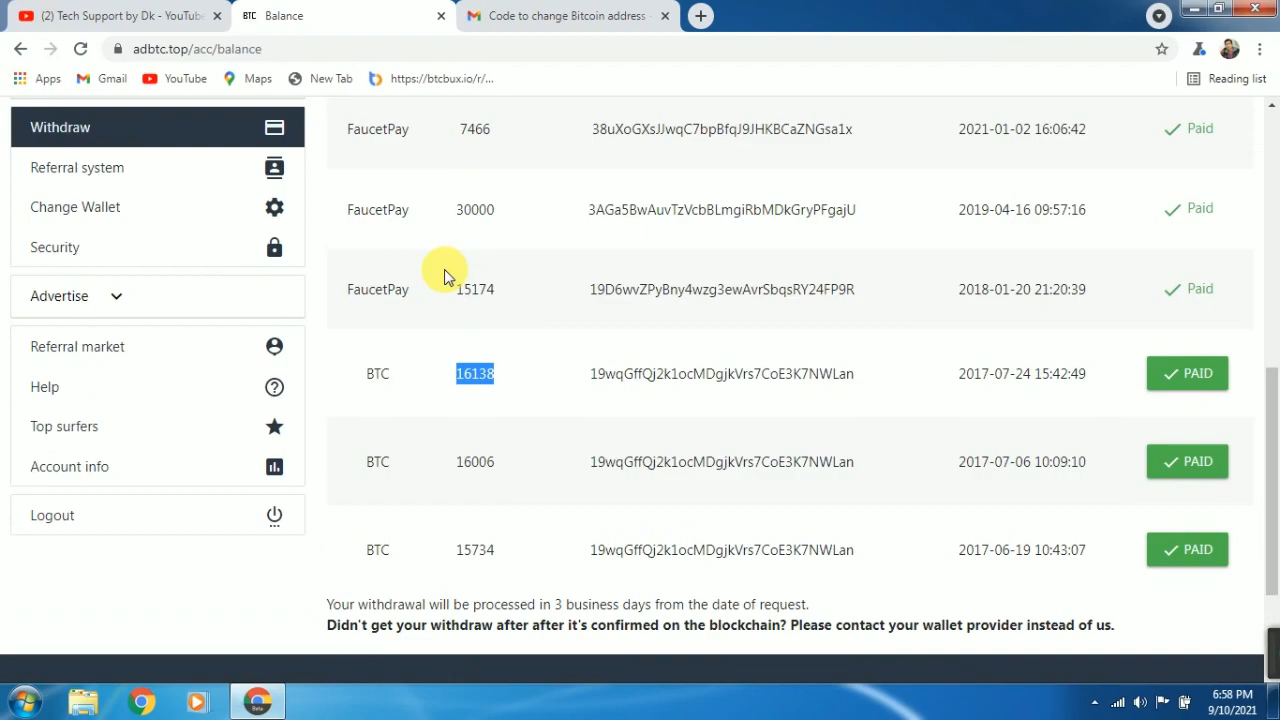 (2) Tech Support by Dk - YouTube
BTC Balance
Code to change Bitcoin address
adbtc.top/acc/balance
Apps Gmail YouTube Maps New Tab https://btcbux.io/r/... Reading list
Withdraw
Referral system
Change Wallet
Security
Advertise
Referral market
Help
Top surfers
Account info
Logout
FaucetPay 7466 38uXoGXsJJwqC7bpBfqJ9JHKBCaZNGsa1x 2021-01-02 16:06:42 Paid
FaucetPay 30000 3AGa5BwAuvTzVcbBLmgiRbMDkGryPFgajU 2019-04-16 09:57:16 Paid
FaucetPay 15174 19D6wvZPyBny4wzg3ewAvrSbqsRY24FP9R 2018-01-20 21:20:39 Paid
BTC 16138 19wqGffQj2k1ocMDgjkVrs7CoE3K7NWLan 2017-07-24 15:42:49 PAID
BTC 16006 19wqGffQj2k1ocMDgjkVrs7CoE3K7NWLan 2017-07-06 10:09:10 PAID
BTC 15734 19wqGffQj2k1ocMDgjkVrs7CoE3K7NWLan 2017-06-19 10:43:07 PAID
Your withdrawal will be processed in 3 business days from the date of request.
Didn't get your withdraw after after it's confirmed on the blockchain? Please contact your wallet provider instead of us.
Beta
6:58 PM
9/10/2021